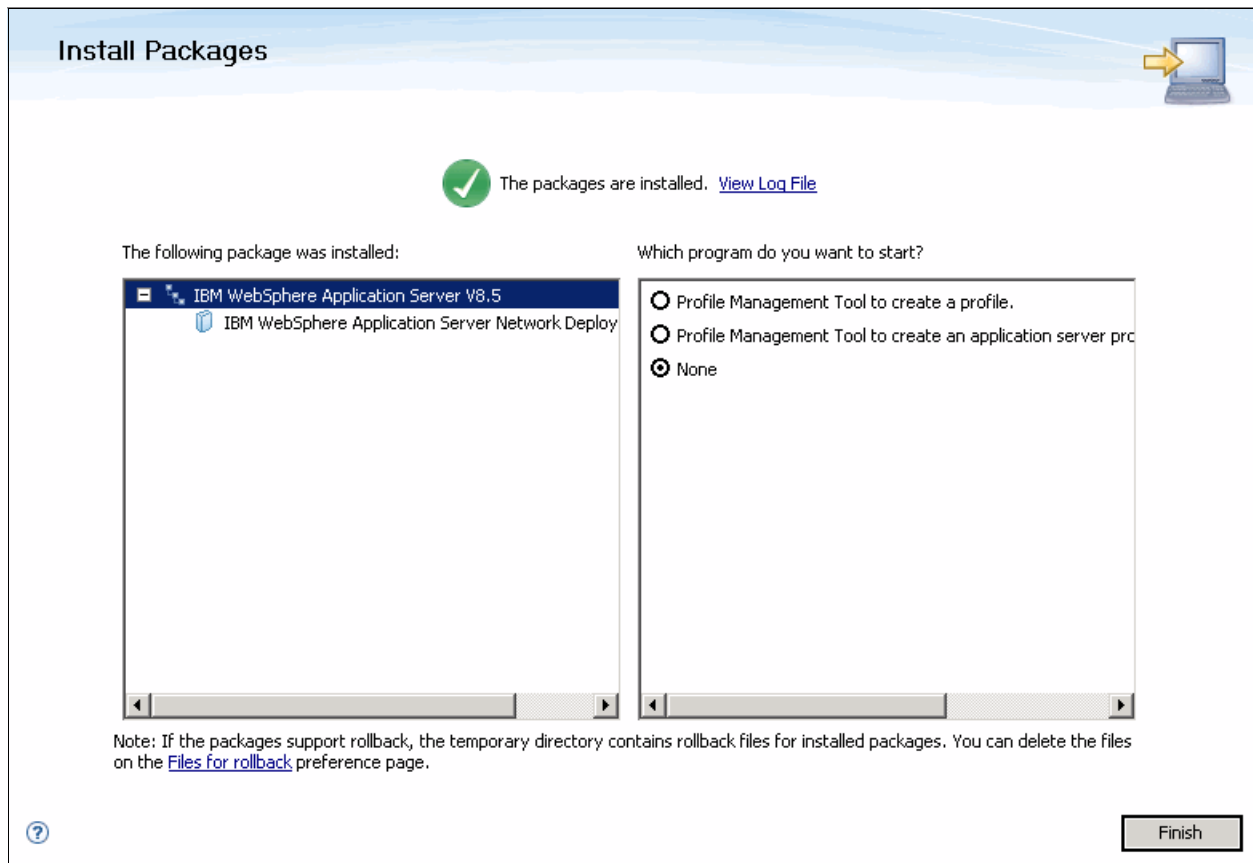 Install Packages
The packages are installed. View Log File
The following package was installed:
IBM WebSphere Application Server V8.5
IBM WebSphere Application Server Network Deploy
Which program do you want to start?
Profile Management Tool to create a profile.
Profile Management Tool to create an application server pro
None
Note: If the packages support rollback, the temporary directory contains rollback files for installed packages. You can delete the files
on the Files for rollback preference page.
?
Finish